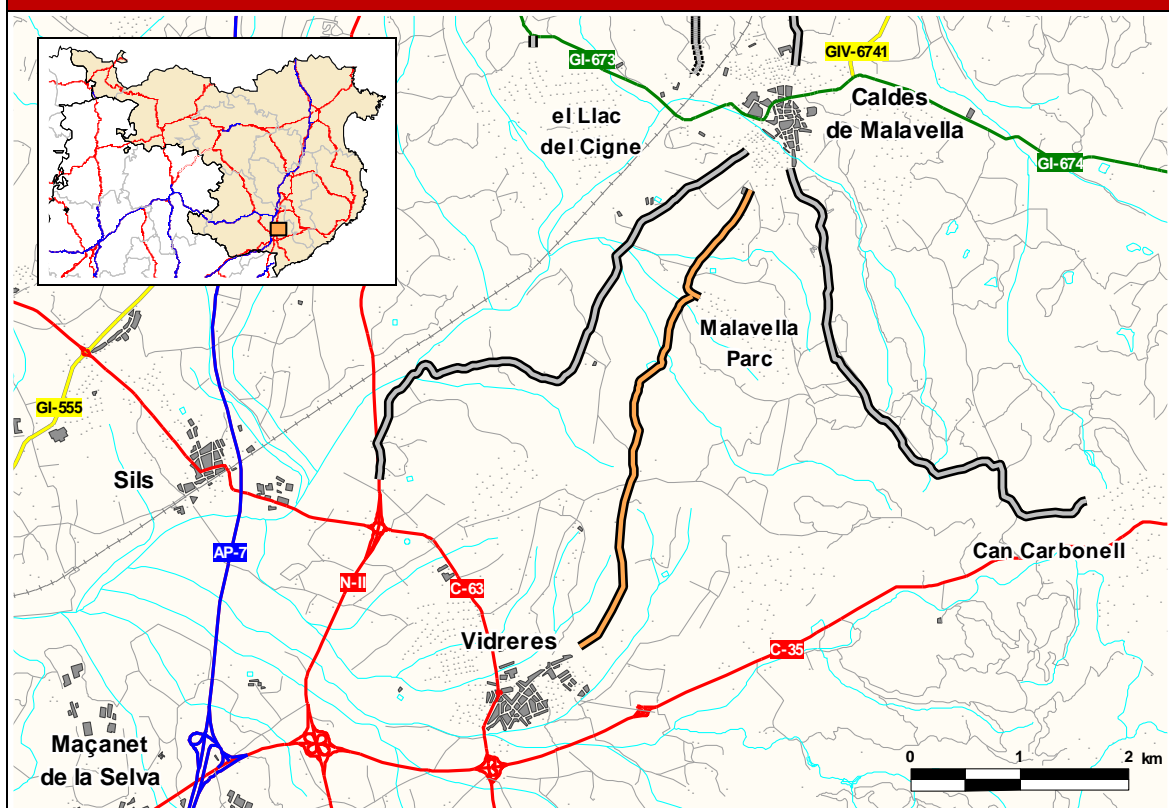 GIV-6741
GI-673
Caldes
de Malavella
el Llac
del Cigne
GI-674
Malavella
Parc
GI-555
Sils
AP-7
N-II
C-63
Can Carbonell
Vidreres
C-35
Maçanet
de la Selva
0 1 2 km